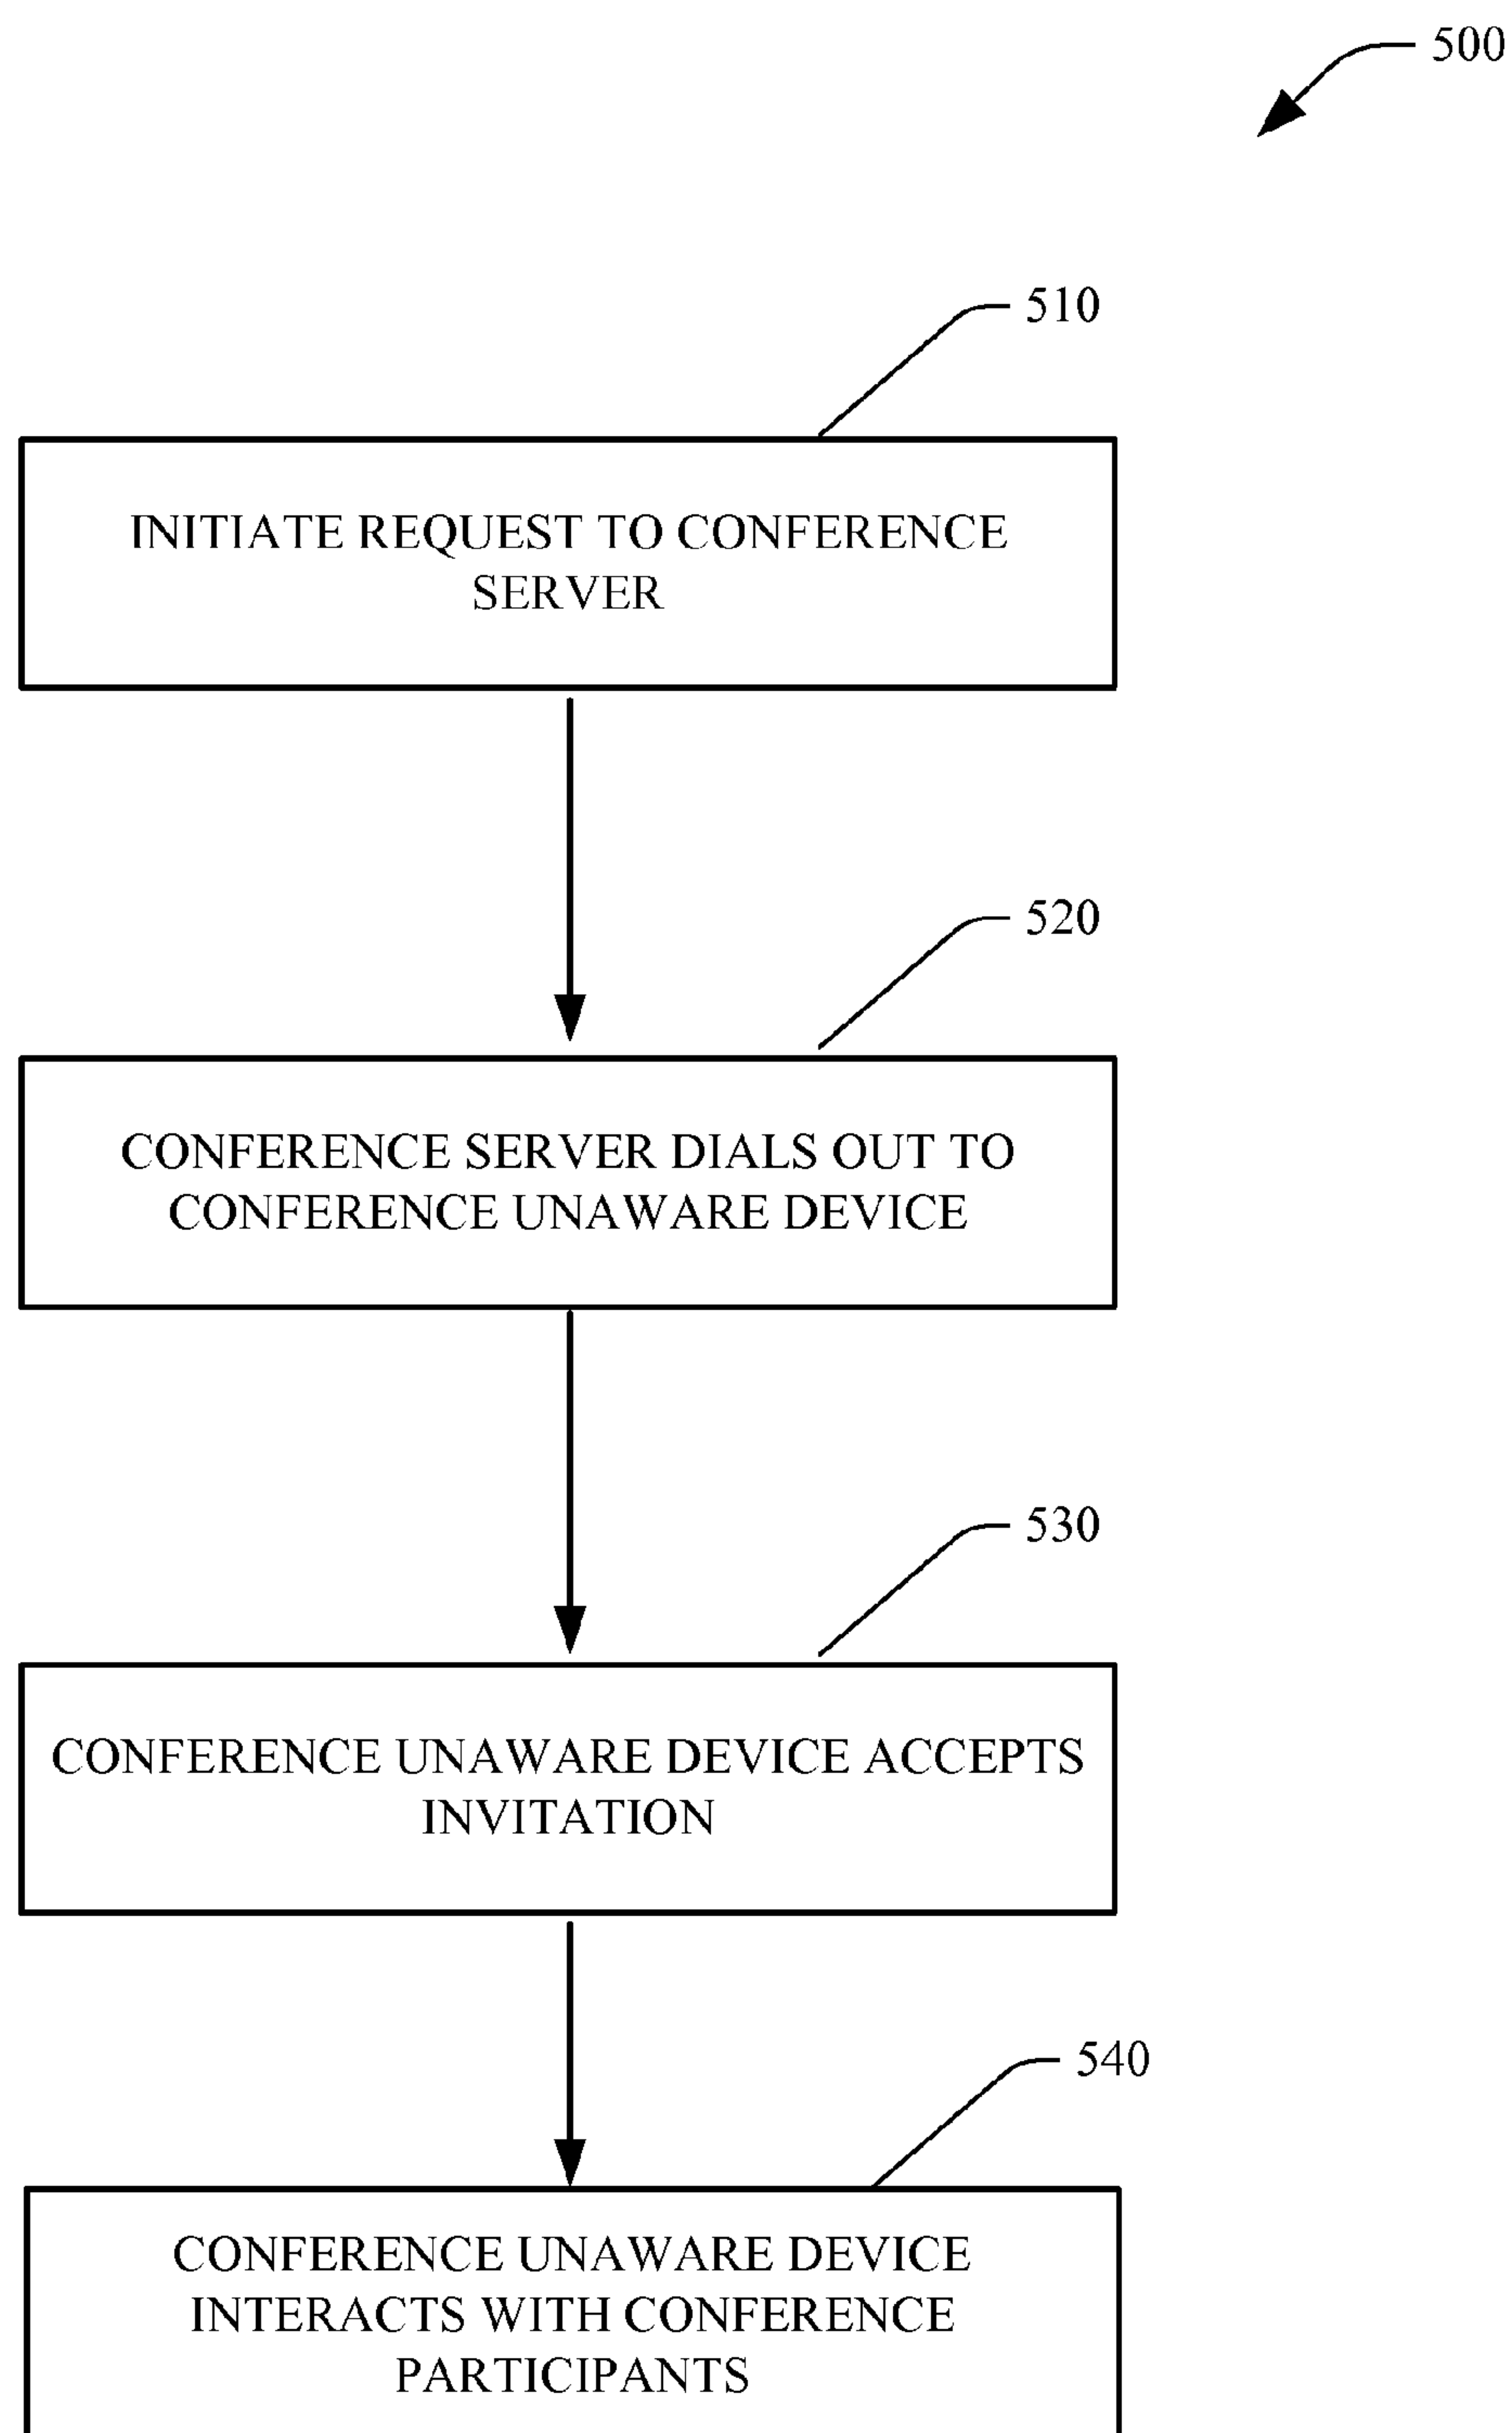 500
510
INITIATE REQUEST TO CONFERENCE
SERVER
520
CONFERENCE SERVER DIALS OUT TO
CONFERENCE UNAWARE DEVICE
530
CONFERENCE UNAWARE DEVICE ACCEPTS
INVITATION
540
CONFERENCE UNAWARE DEVICE
INTERACTS WITH CONFERENCE
PARTICIPANTS